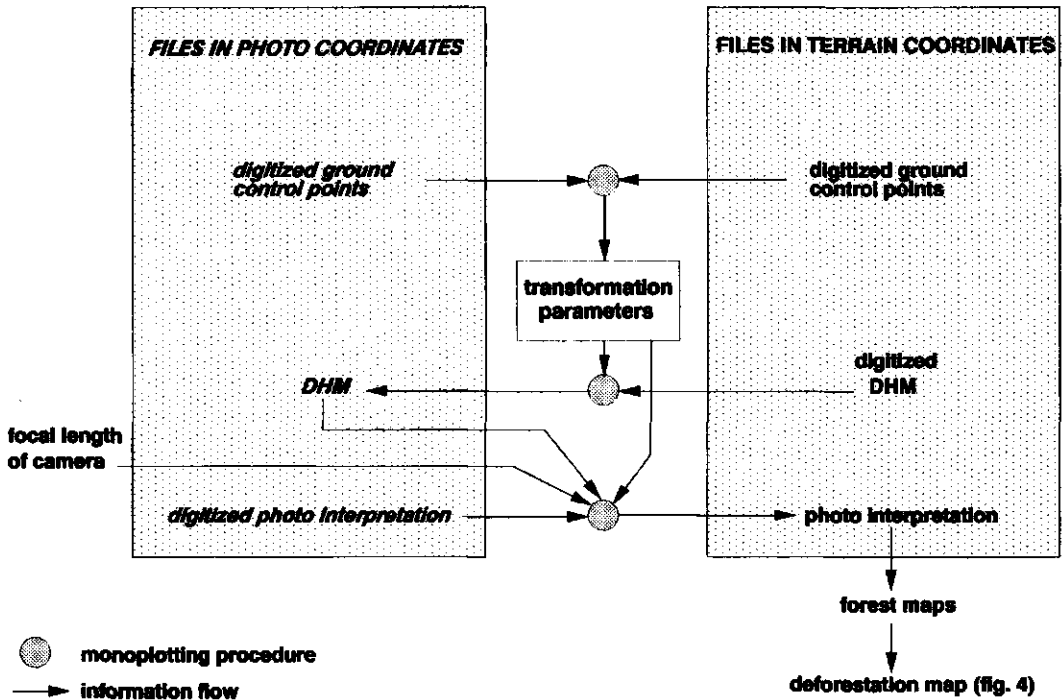 FILES IN PHOTO COORDINATES
FILES IN TERRAIN COORDINATES
digitized ground
control points
digitized ground
control points
transformation
parameters
DHM
digitized
DHM
focal length
of camera
digitized photo interpretation
photo interpretation
forest maps
monoplotting procedure
information flow
deforestation map (fig. 4)